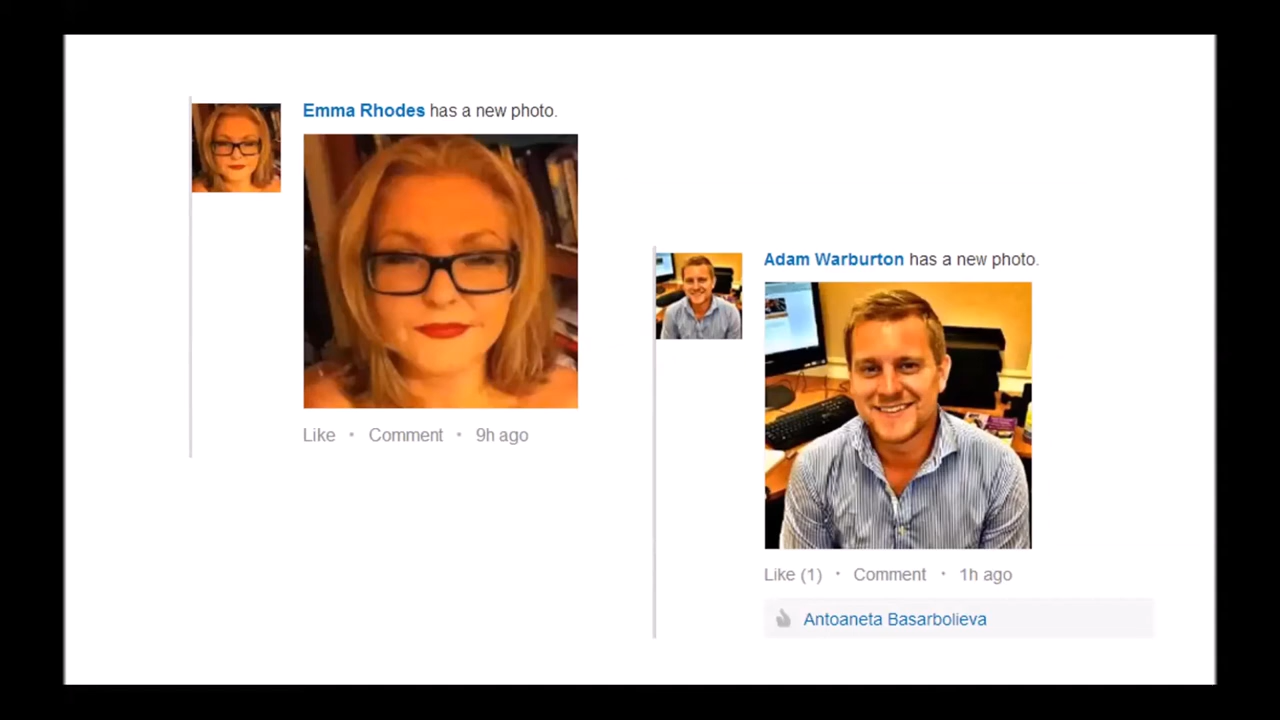 Emma Rhodes has a new photo.
Like • Comment • 9h ago
Adam Warburton has a new photo.
Like (1) • Comment • 1h ago
Antoaneta Basarbolieva